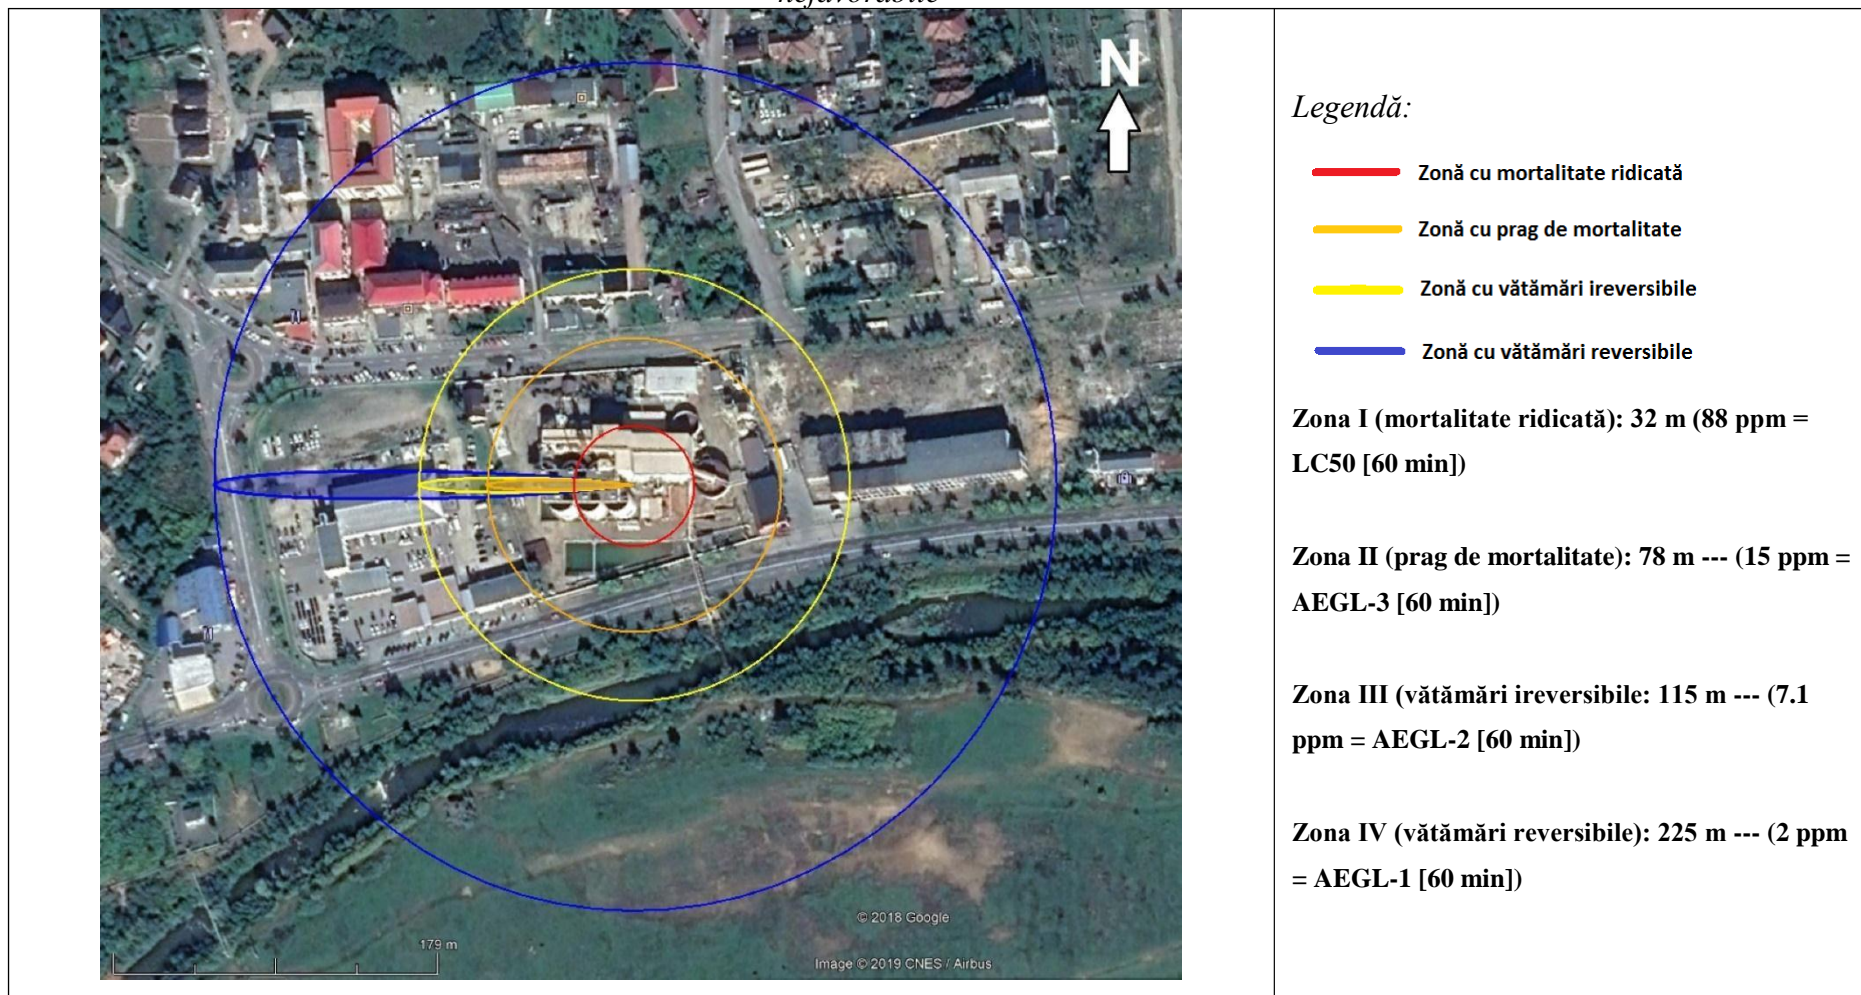 nefavorabile
N
Legendă:
Zonă cu mortalitate ridicată
Zonă cu prag de mortalitate
Zonă cu vătămări ireversibile
Zonă cu vătămări reversibile
Zona I (mortalitate ridicată): 32 m (88 ppm =
LC50 [60 min])
Zona II (prag de mortalitate): 78 m --- (15 ppm =
AEGL-3 [60 min])
Zona III (vătămări ireversibile: 115 m --- (7.1
ppm = AEGL-2 [60 min])
Zona IV (vătămări reversibile): 225 m --- (2 ppm
= AEGL-1 [60 min])
© 2018 Google
179 m
Image © 2019 CNES / Airbus